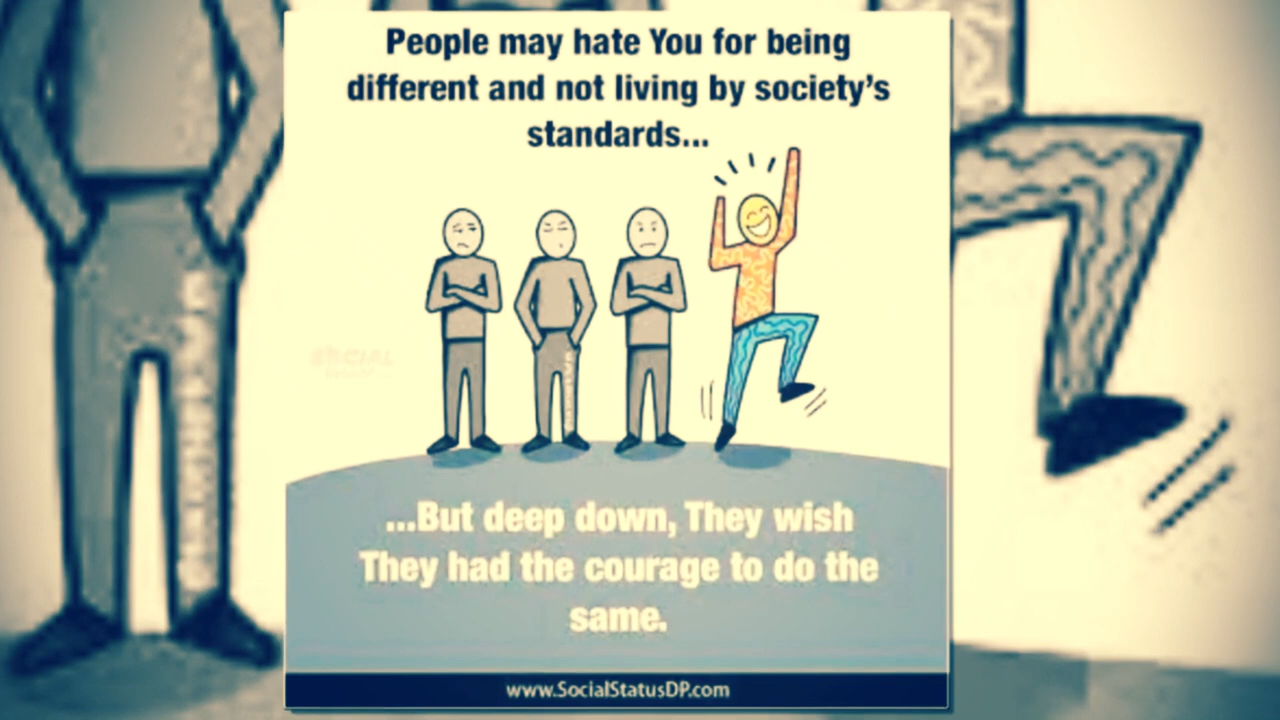 People may hate You for being
different and not living by society's
standards...
...But deep down, They wish
They had the courage to do the
same.
www.SocialStatusDP.com